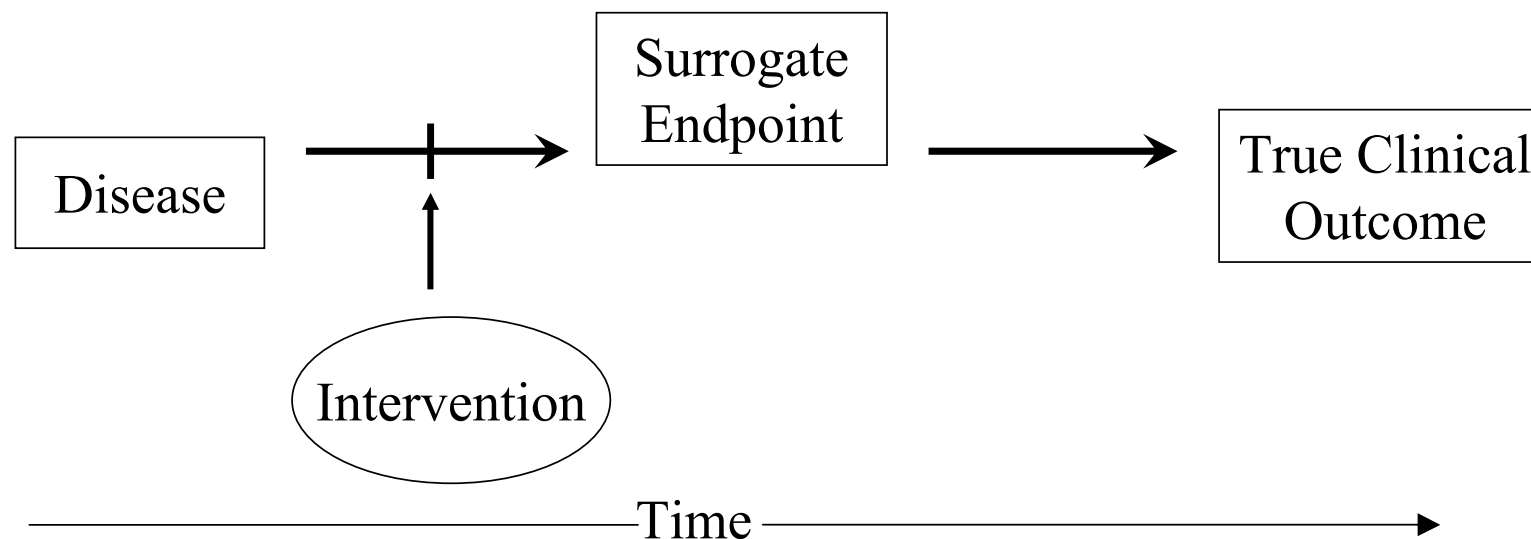 Surrogate
Endpoint
Disease
True Clinical
Outcome
Intervention
Time